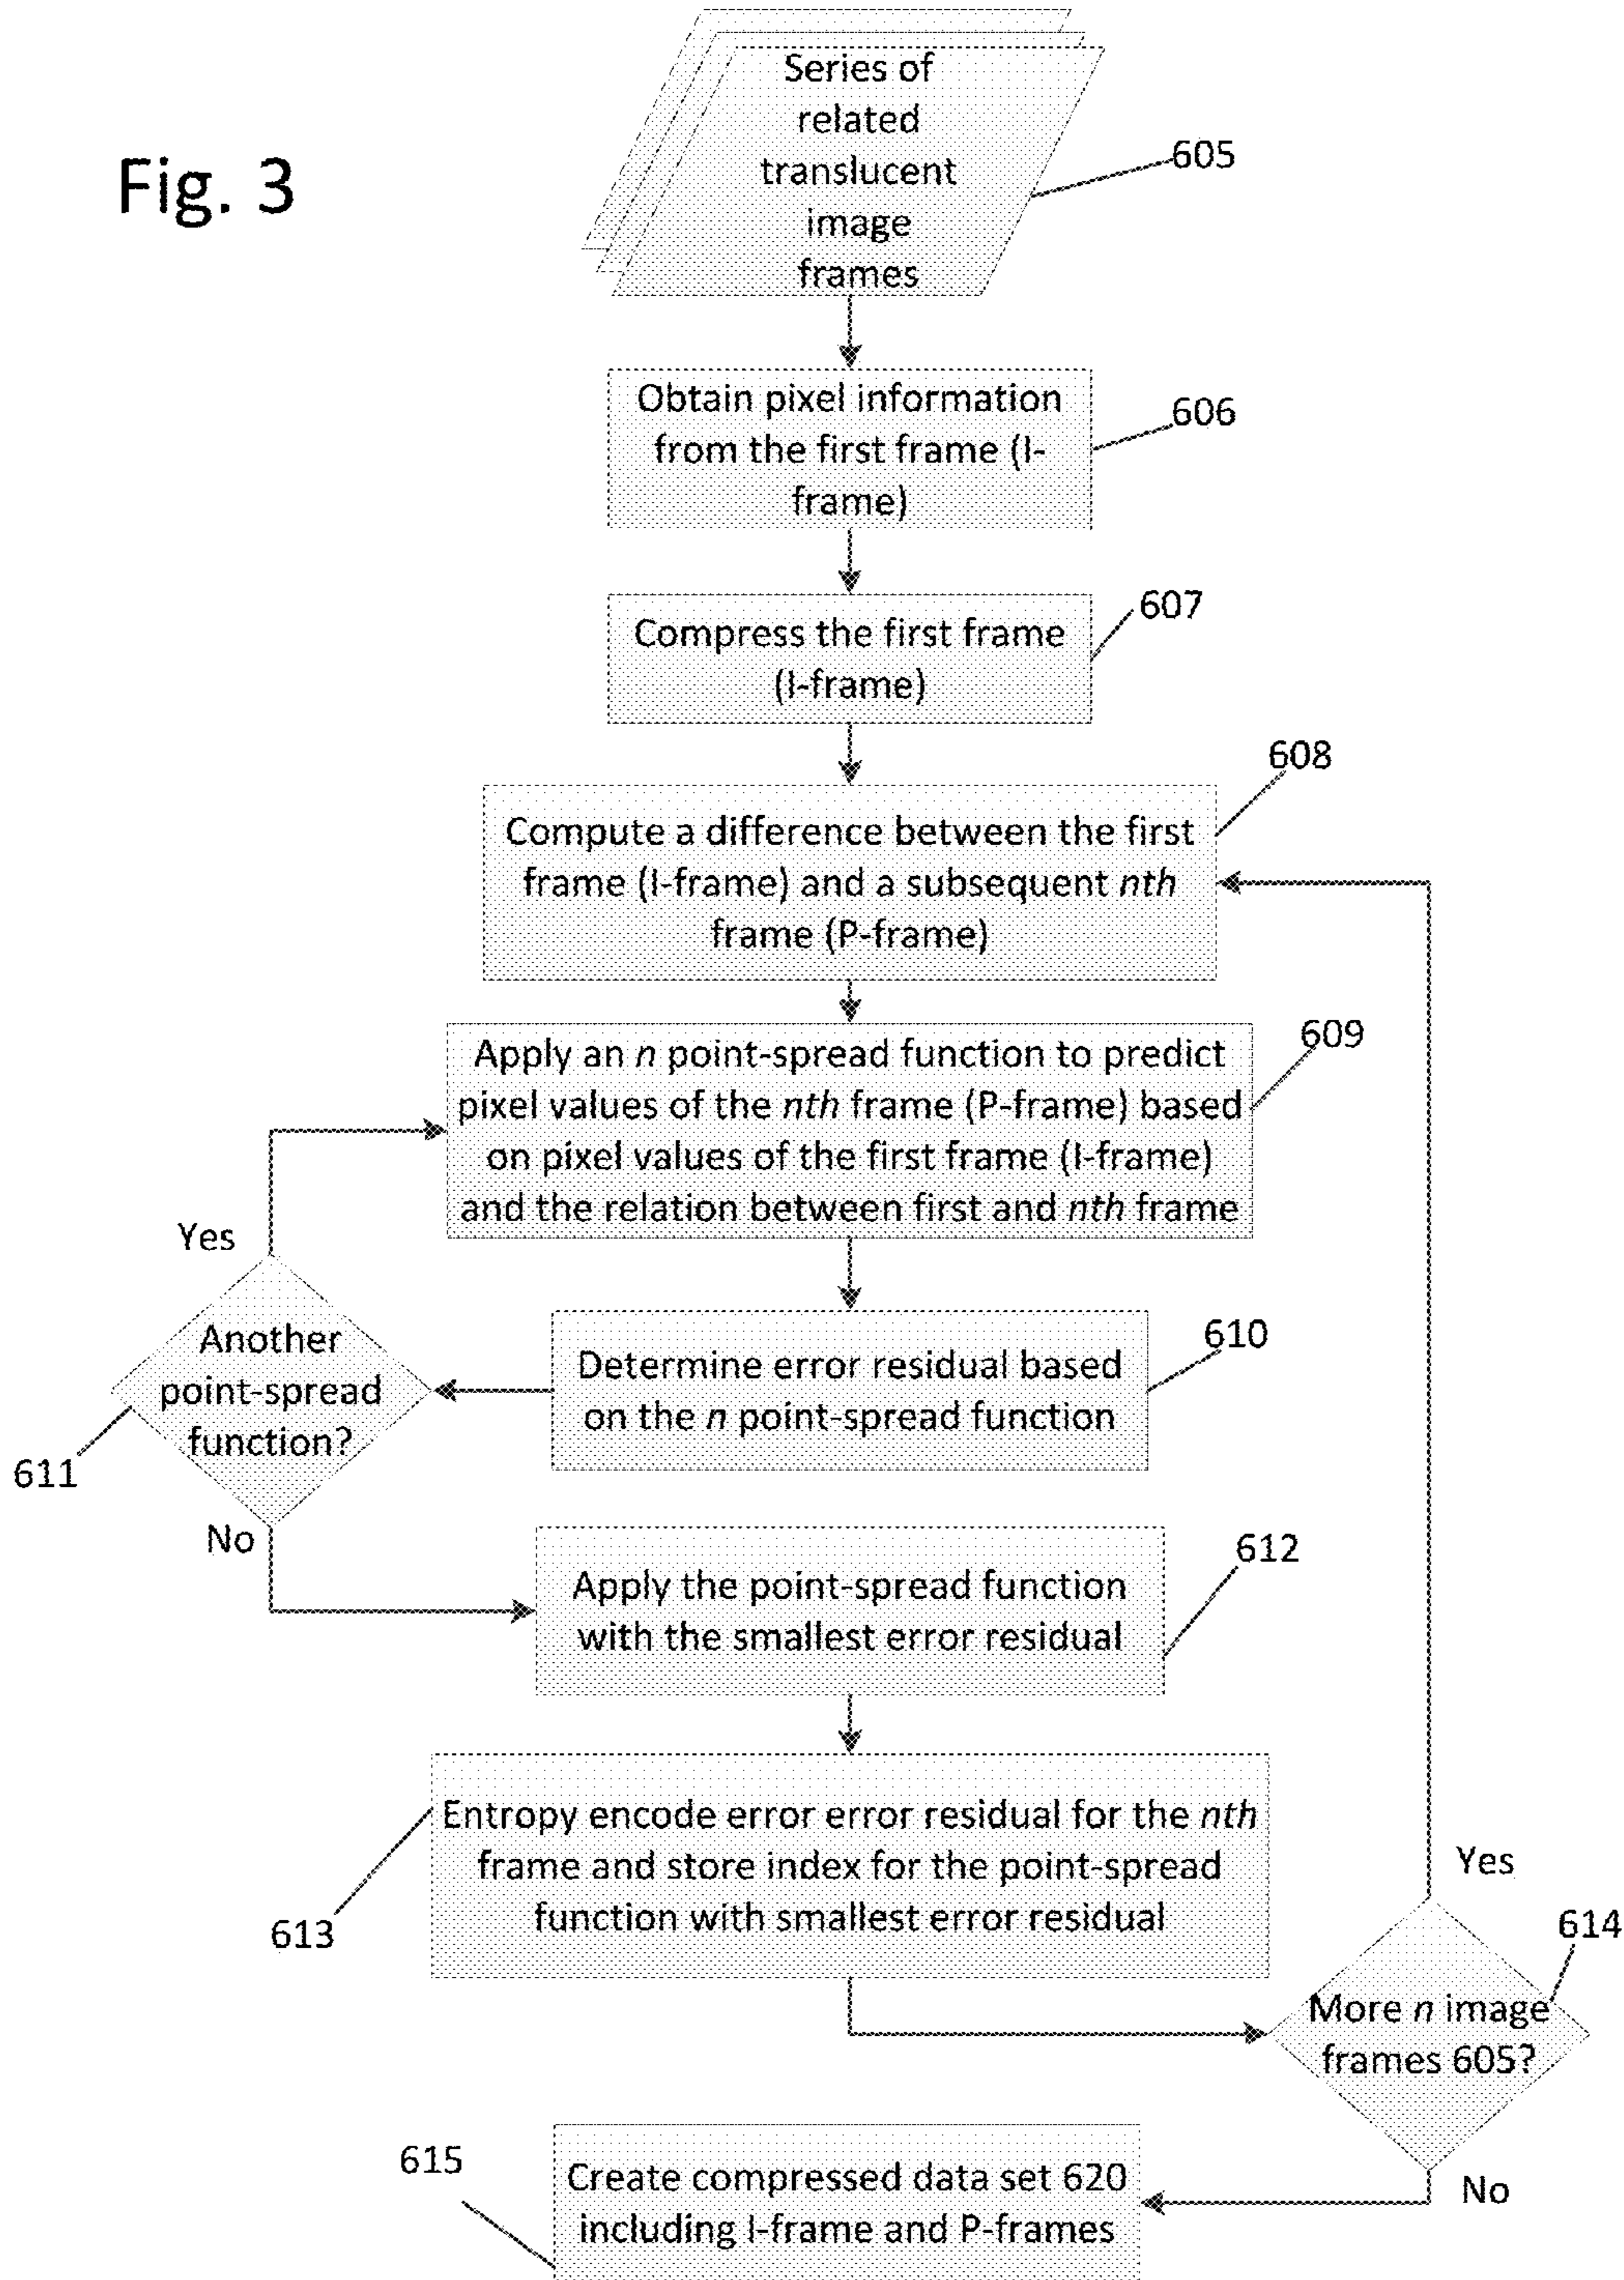 Fig. 3
Series of
related
translucent
image
frames
605
Obtain pixel information
from the first frame (I-
frame)
606
Compress the first frame
(I-frame)
607
608
Compute a difference between the first
frame (I-frame) and a subsequent nth
frame (P-frame)
609
Apply an n point-spread function to predict
pixel values of the nth frame (P-frame) based
on pixel values of the first frame (I-frame)
and the relation between first and nth frame
Yes
Another
point-spread
function?
611
No
610
Determine error residual based
on the n point-spread function
612
Apply the point-spread function
with the smallest error residual
Entropy encode error error residual for the nth
frame and store index for the point-spread
function with smallest error residual
613
Yes
614
More n image
frames 605?
No
615
Create compressed data set 620
including I-frame and P-frames